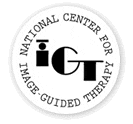 NATIONAL CENTER FOR
IMAGE-GUIDED THERAPY
iGT